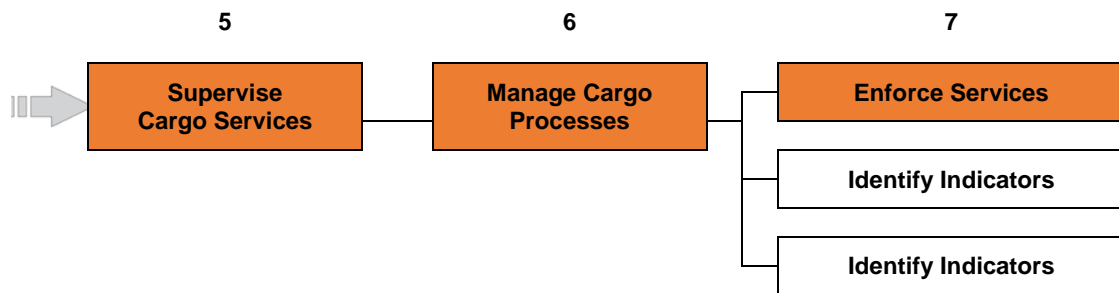 5
6
7
Supervise
Cargo Services
Manage Cargo
Processes
Enforce Services
Identify Indicators
Identify Indicators